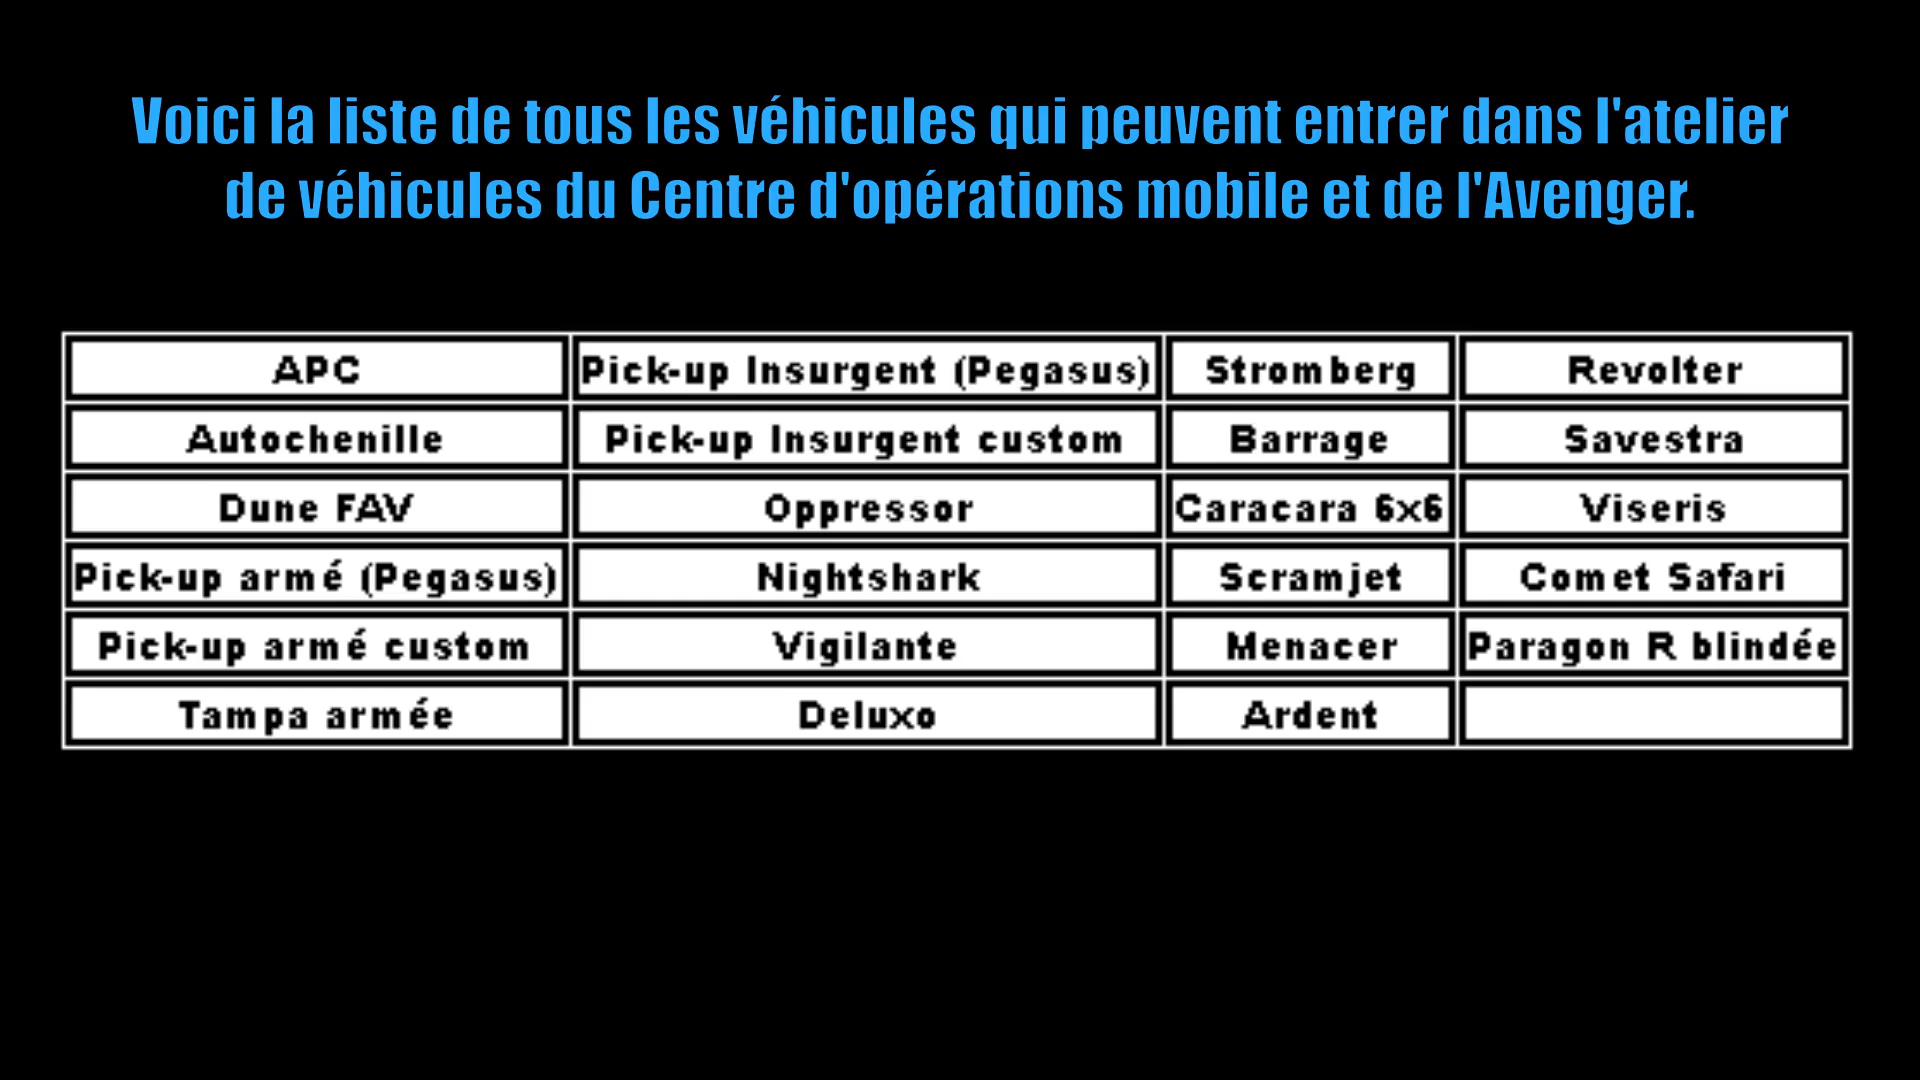 Voici la liste de tous les véhicules qui peuvent entrer dans l'atelier
de véhicules du Centre d'opérations mobile et de l'Avenger.
APC Pick-up Insurgent (Pegasus) Stromberg Revolter
Autochenille Pick-up Insurgent custom Barrage Savestra
Dune FAV Oppressor Caracara 6x6 Viseris
Pick-up armé (Pegasus) Nightshark Scramjet Comet Safari
Pick-up armé custom Vigilante Menacer Paragon R blindée
Tampa armée Deluxo Ardent